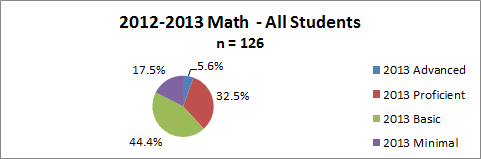 2012-2013 Math - All Students
n = 126
17.5%
5.6%
32.5%
44.4%
2013 Advanced
2013 Proficient
2013 Basic
2013 Minimal